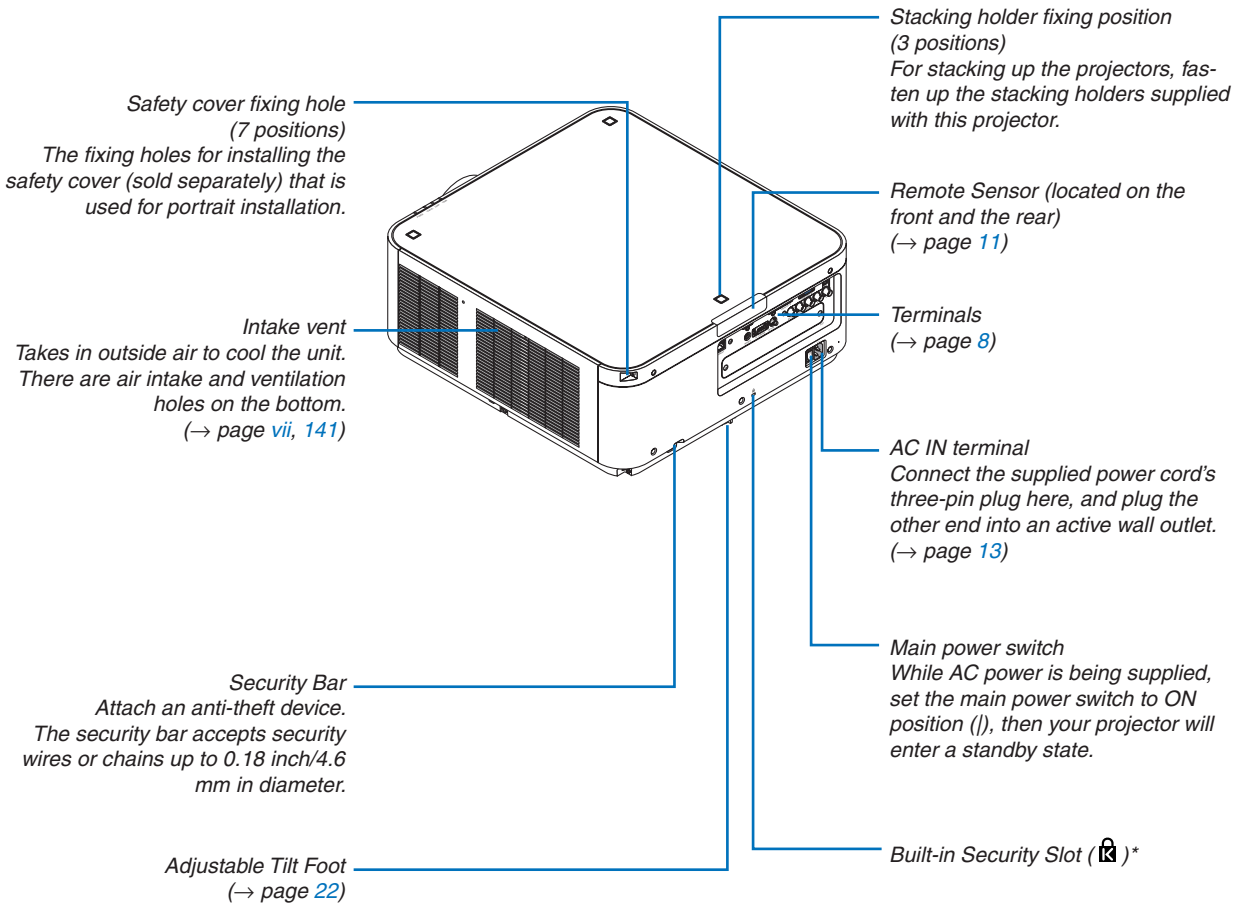 Stacking holder fixing position
(3 positions)
For stacking up the projectors, fas-
ten up the stacking holders supplied
with this projector.
Safety cover fixing hole
(7 positions)
The fixing holes for installing the
safety cover (sold separately) that is
used for portrait installation.
Remote Sensor (located on the
front and the rear)
(→ page 11)
Intake vent
Takes in outside air to cool the unit.
There are air intake and ventilation
holes on the bottom.
(→ page vii, 141)
Terminals
(→ page 8)
AC IN terminal
Connect the supplied power cord's
three-pin plug here, and plug the
other end into an active wall outlet.
(→ page 13)
Main power switch
While AC power is being supplied,
set the main power switch to ON
position (|), then your projector will
enter a standby state.
Security Bar
Attach an anti-theft device.
The security bar accepts security
wires or chains up to 0.18 inch/4.6
mm in diameter.
Built-in Security Slot ( K )*
Adjustable Tilt Foot
(→ page 22)